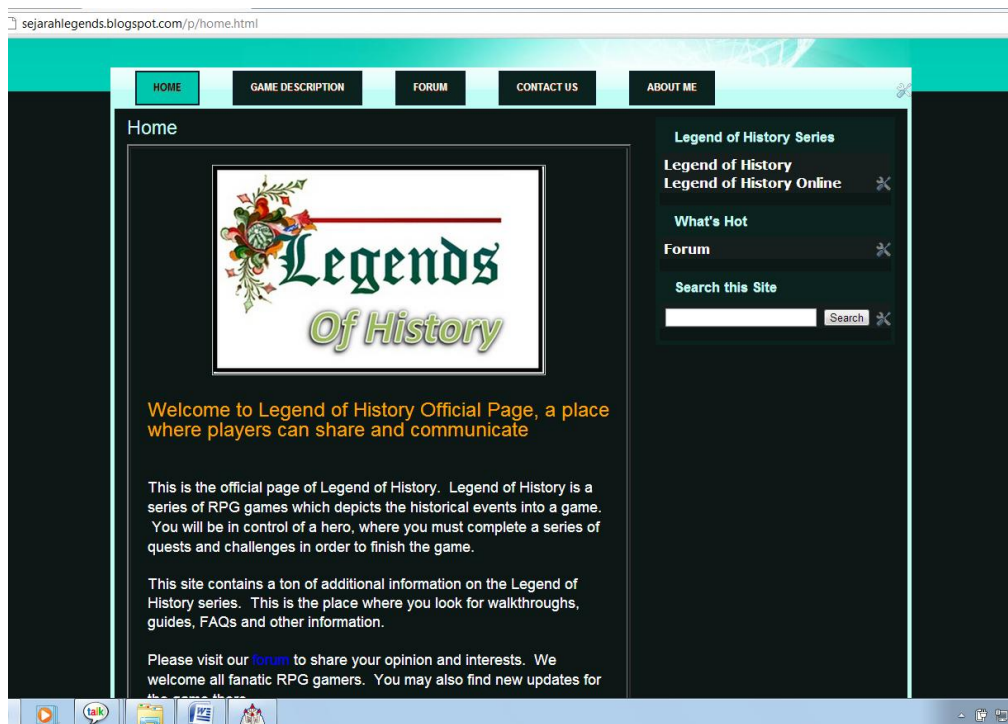 sejarahlegends.blogspot.com/p/home.html
HOME
GAME DESCRIPTION
FORUM
CONTACT US
ABOUT ME
Home
Legends
Of History
Welcome to Legend of History Official Page, a place
where players can share and communicate
This is the official page of Legend of History. Legend of History is a
series of RPG games which depicts the historical events into a game.
You will be in control of a hero, where you must complete a series of
quests and challenges in order to finish the game.
This site contains a ton of additional information on the Legend of
History series. This is the place where you look for walkthroughs,
guides, FAQs and other information.
Please visit our forum to share your opinion and interests. We
welcome all fanatic RPG gamers. You may also find new updates for
the game there
Legend of History Series
Legend of History
Legend of History Online
What's Hot
Forum
Search this Site
Search
talk